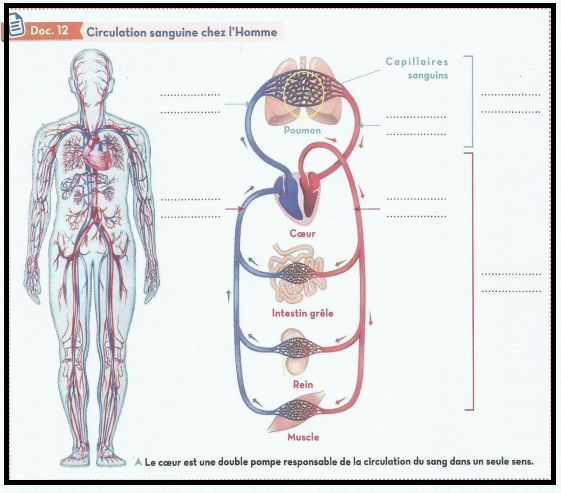 Doc. 12 Circulation sanguine chez l'Homme
Capillaires
sanguins
Poumon
Cœur
Intestin grêle
Rein
Muscle
A Le cœur est une double pompe responsable de la circulation du sang dans un seule sens.